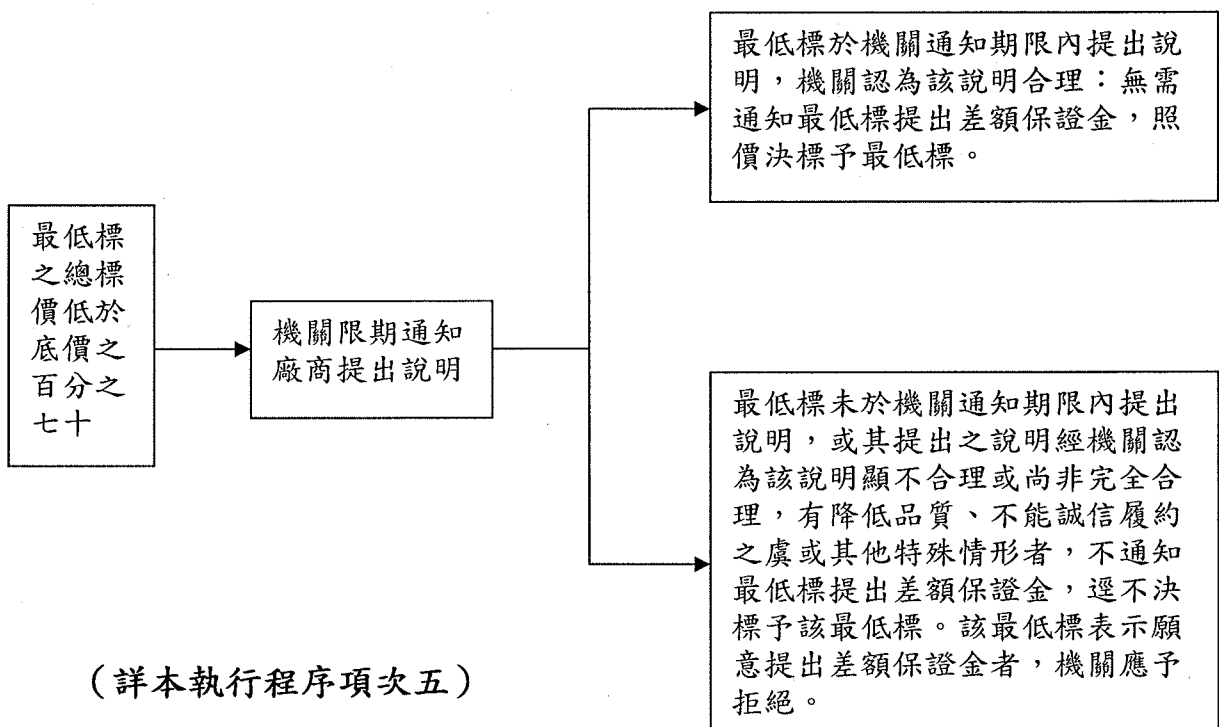 最低標
之總標
價低於
底價之
百分之
七十
機關限期通知
廠商提出說明
最低標於機關通知期限內提出說
明，機關認為該說明合理：無需
通知最低標提出差額保證金，照
價決標予最低標。
最低標未於機關通知期限內提出
說明，或其提出之說明經機關認
為該說明顯不合理或尚非完全合
理，有降低品質、不能誠信履約
之虞或其他特殊情形者，不通知
最低標提出差額保證金，逕不決
標予該最低標。該最低標表示願
意提出差額保證金者，機關應予
拒絕。
（詳本執行程序項次五）